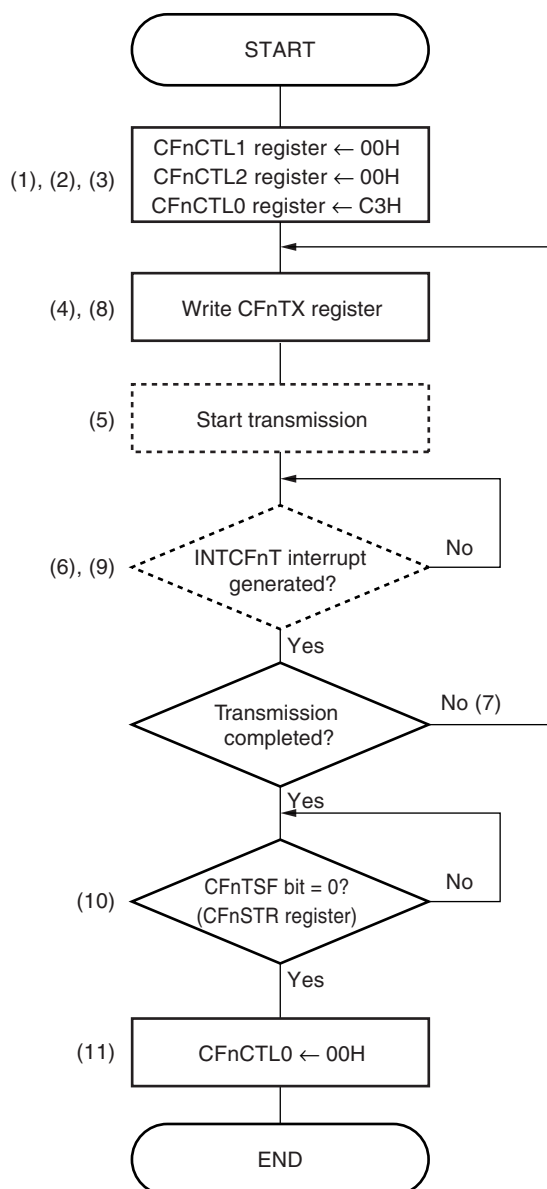 START
(1), (2), (3)
CFnCTL1 register ← 00H
CFnCTL2 register ← 00H
CFnCTL0 register ← C3H
(4), (8)
Write CFnTX register
(5)
Start transmission
(6), (9)
INTCFnT interrupt
generated?
No
Yes
Transmission
completed?
No (7)
Yes
(10)
CFnTSF bit = 0?
(CFnSTR register)
No
Yes
(11)
CFnCTL0 ← 00H
END